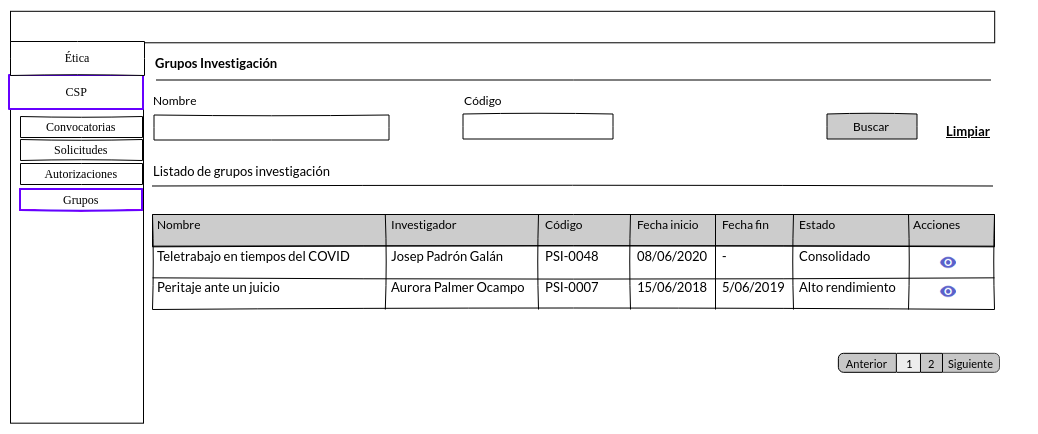 Ética
CSP
Convocatorias
Solicitudes
Autorizaciones
Grupos
Grupos Investigación
Nombre Código
Buscar Limpiar
Listado de grupos investigación
Nombre Investigador Código Fecha inicio Fecha fin Estado Acciones
Teletrabajo en tiempos del COVID Josep Padrón Galán PSI-0048 08/06/2020 - Consolidado
Peritaje ante un juicio Aurora Palmer Ocampo PSI-0007 15/06/2018 5/06/2019 Alto rendimiento
Anterior 1 2 Siguiente